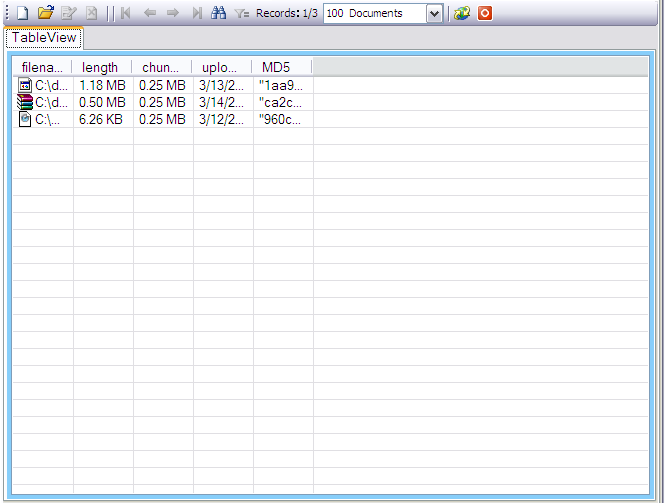 Records: 1/3 100 Documents
TableView
filena... length chun... uplo... MD5
C:\d... 1.18 MB 0.25 MB 3/13/2... "1aa9...
C:\d... 0.50 MB 0.25 MB 3/14/2... "ca2c...
C:\... 6.26 KB 0.25 MB 3/12/2... "960c...